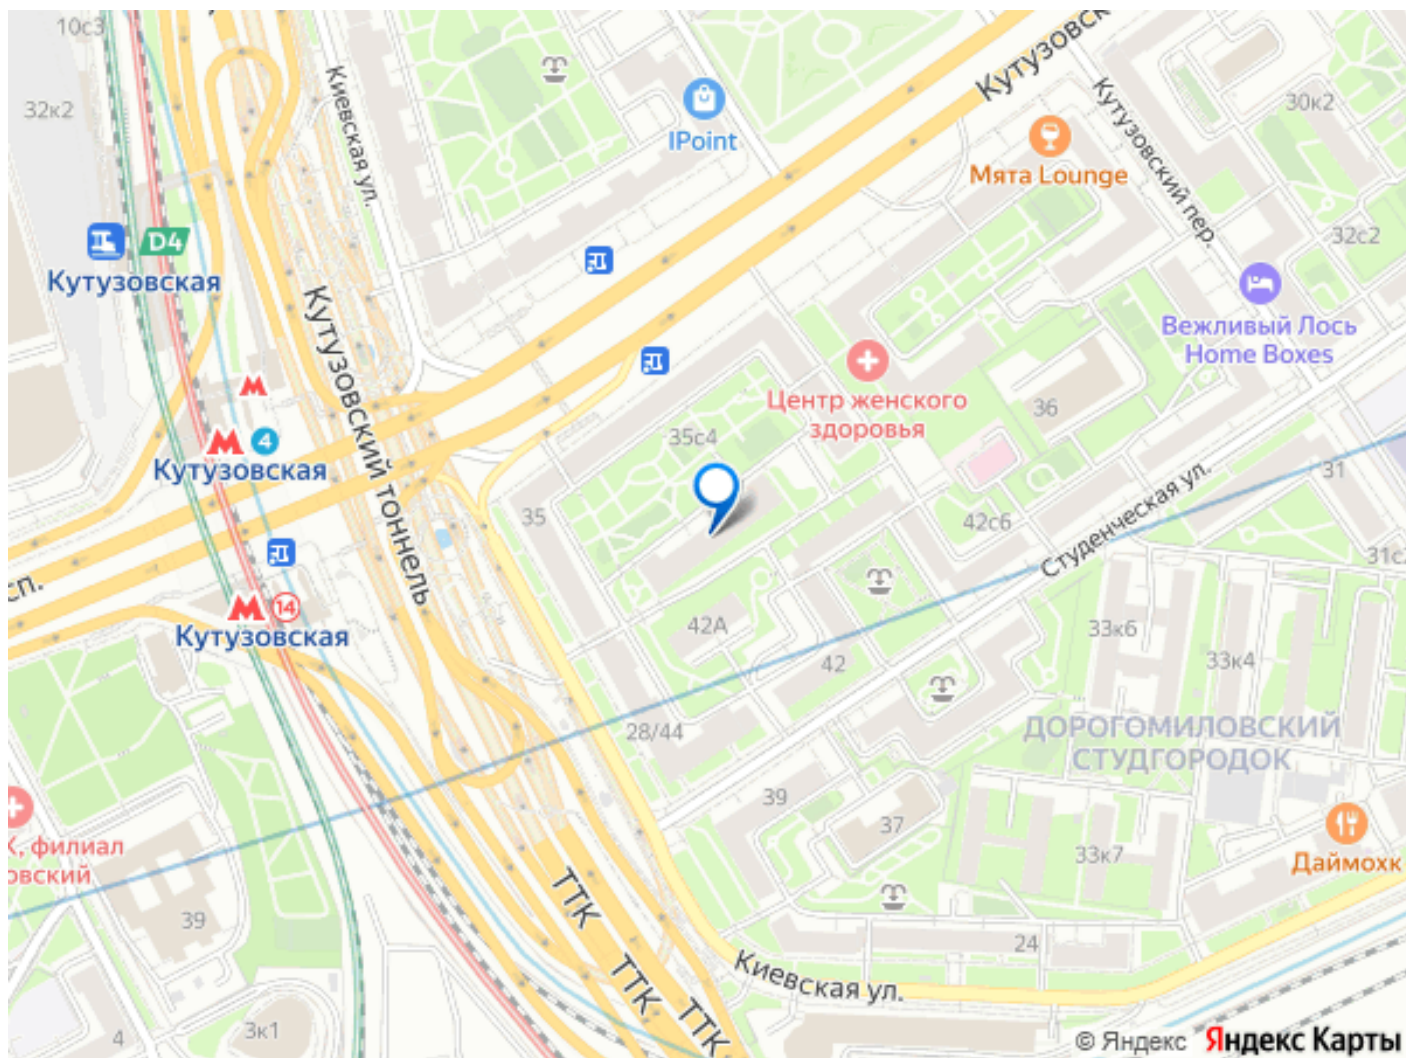 10с3
32к2
Киевская ул.
IPoint
Кутузовск
Мята Lounge
Кутузовский пер.
30к2
32с2
D4
Кутузовская
Кутузовский тоннель
Вежливый Лось
Home Boxes
Центр женского
здоровья
36
35с4
4
Кутузовская
35
42с6
Студенческая ул.
31
31с
сп.
14
Кутузовская
42А
42
33к6
33к4
28/44
ДОРОГОМИЛОВСКИЙ
СТУДГОРОДОК
39
37
33к7
Даймохк
К, филиал
овский
39
ТТК
ТТК
ТТК
24
Киевская ул.
4
3к1
© Яндекс Яндекс Карты